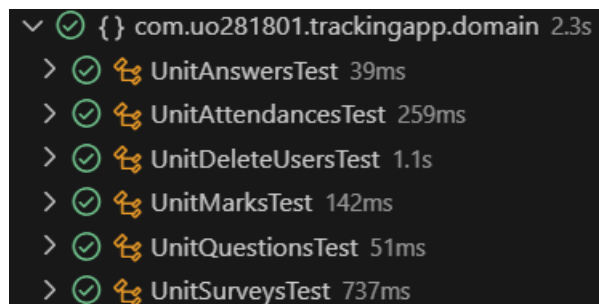 {} com.uo281801.trackingapp.domain 2.3s
UnitAnswersTest 39ms
UnitAttendancesTest 259ms
UnitDeleteUsersTest 1.1s
UnitMarksTest 142ms
UnitQuestionsTest 51ms
UnitSurveysTest 737ms